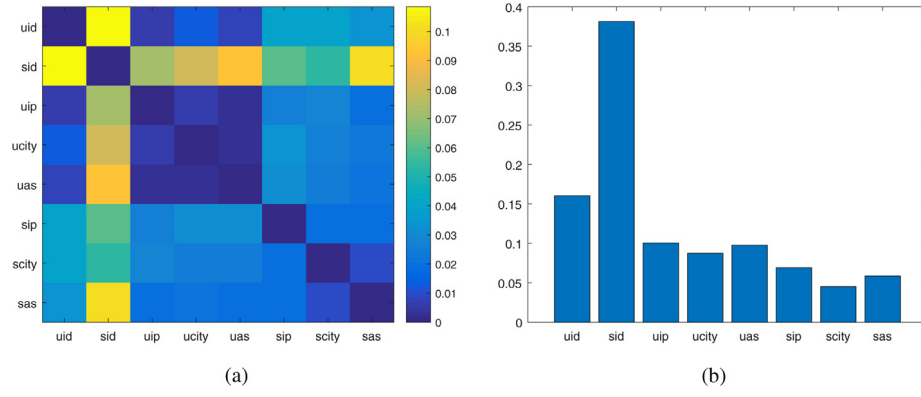 uid
sid
uip
ucity
uas
sip
scity
sas
uid sid uip ucity uas sip scity sas
0.1
0.09
0.08
0.07
0.06
0.05
0.04
0.03
0.02
0.01
0
(a)
0.4
0.35
0.3
0.25
0.2
0.15
0.1
0.05
0
uid sid uip ucity uas sip scity sas
(b)